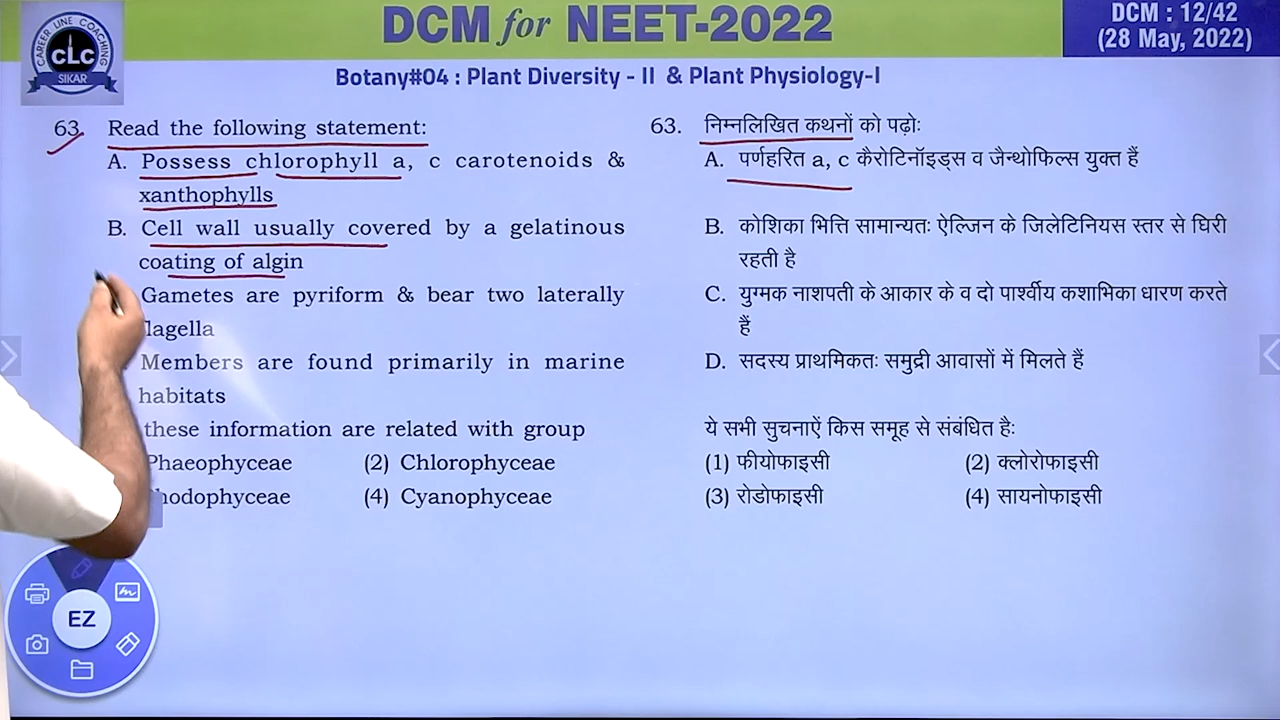 DCM for NEET-2022
DCM : 12/42
(28 May, 2022)
CAREER LINE COACHING
CLC
SIKAR
Botany#04 : Plant Diversity - II & Plant Physiology-I
63. Read the following statement:
A. Possess chlorophyll a, c carotenoids &
xanthophylls
B. Cell wall usually covered by a gelatinous
coating of algin
Gametes are pyriform & bear two laterally
lagella
Members are found primarily in marine
habitats
these information are related with group
Phaeophyceae (2) Chlorophyceae
hodophyceae (4) Cyanophyceae
63. निम्नलिखित कथनों को पढ़ोः
A. पर्णहरित a, c कैरोटिनॉइड्स व जैन्थोफिल्स युक्त हैं
B. कोशिका भित्ति सामान्यतः ऐल्जिन के जिलेटिनियस स्तर से घिरी
रहती है
C. युग्मक नाशपती के आकार के व दो पार्श्वीय कशाभिका धारण करते
हैं
D. सदस्य प्राथमिकतः समुद्री आवासों में मिलते हैं
ये सभी सुचनाऐं किस समूह से संबंधित हैः
(1) फीयोफाइसी (2) क्लोरोफाइसी
(3) रोडोफाइसी (4) सायनोफाइसी
EZ